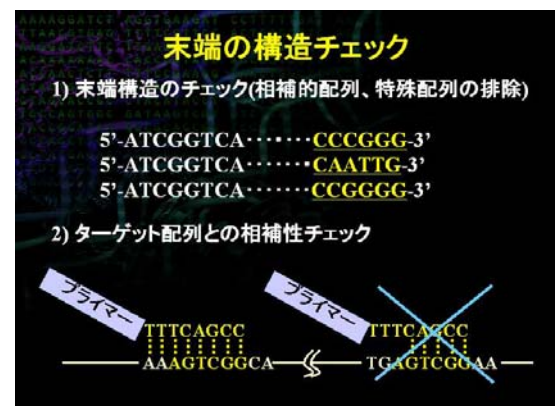 末端の構造チェック
1) 末端構造のチェック(相補的配列、特殊配列の排除)
5'-ATCGGTCA·······CCCGGG-3'
5'-ATCGGTCA·······CAATTG-3'
5'-ATCGGTCA·······CCGGGG-3'
2) ターゲット配列との相補性チェック
プライマー プライマー
TTTCAGCC TTTCAGCC
AAAGTCGGCA TGAGTCGGAA